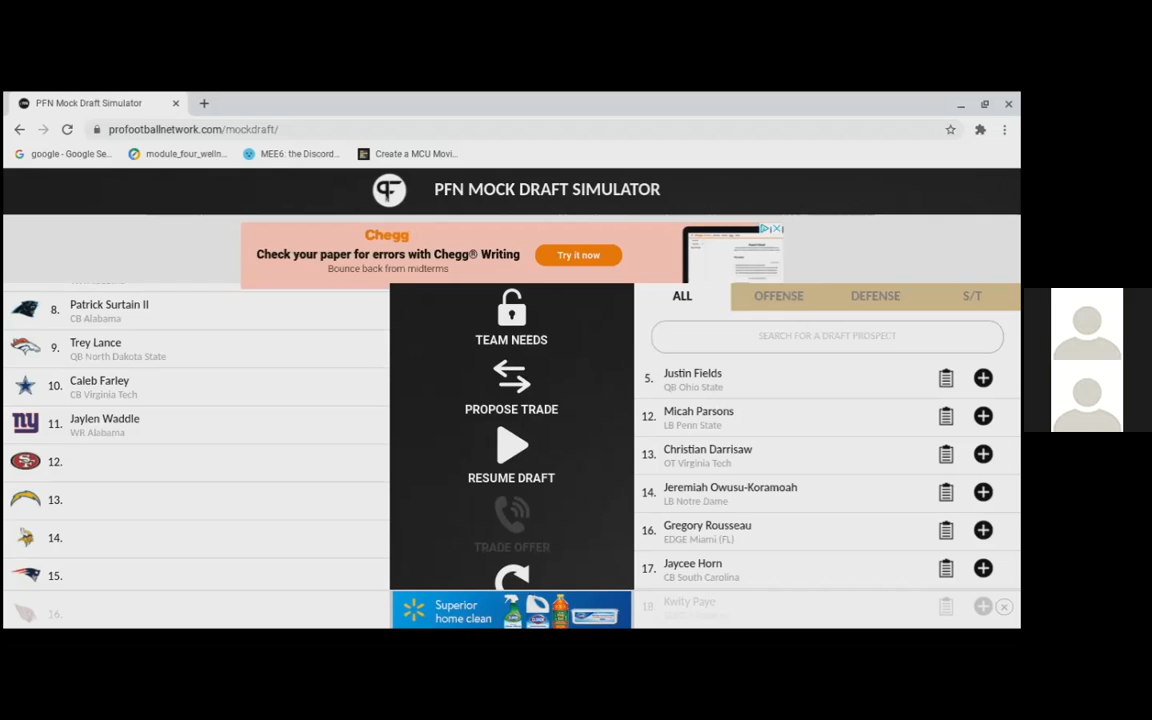 PFN Mock Draft Simulator
profootballnetwork.com/mockdraft/
google - Google Se...
module_four_welln...
MEE6: the Discord...
Create a MCU Movi...
PFN MOCK DRAFT SIMULATOR
Chegg
Check your paper for errors with Chegg® Writing
Bounce back from midterms
Try it now
8. Patrick Surtain II
CB Alabama
9. Trey Lance
QB North Dakota State
10. Caleb Farley
CB Virginia Tech
11. Jaylen Waddle
WR Alabama
12.
13.
14.
15.
16.
TEAM NEEDS
PROPOSE TRADE
RESUME DRAFT
TRADE OFFER
Superior
home clean
ALL OFFENSE DEFENSE S/T
SEARCH FOR A DRAFT PROSPECT
5. Justin Fields
QB Ohio State
12. Micah Parsons
LB Penn State
13. Christian Darrisaw
OT Virginia Tech
14. Jeremiah Owusu-Koramoah
LB Notre Dame
16. Gregory Rousseau
EDGE Miami (FL)
17. Jaycee Horn
CB South Carolina
18. Kwity Paye